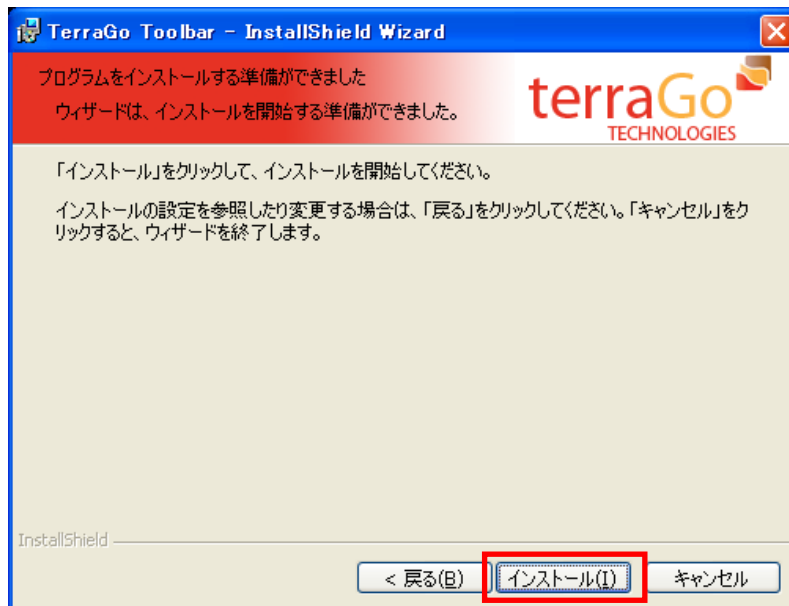 TerraGo Toolbar - InstallShield Wizard
プログラムをインストールする準備ができました
ウィザードは、インストールを開始する準備ができました。
terraGo
TECHNOLOGIES
「インストール」をクリックして、インストールを開始してください。
インストールの設定を参照したり変更する場合は、「戻る」をクリックしてください。「キャンセル」をク
リックすると、ウィザードを終了します。
InstallShield
< 戻る(B)
インストール(I)
キャンセル